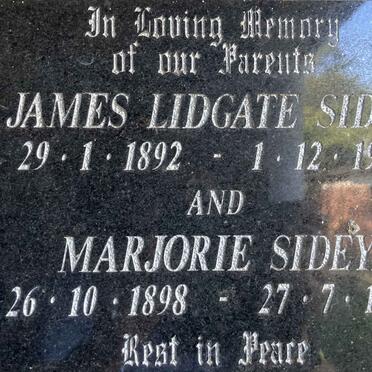 In Loving Memory
of our Parents
JAMES LIDGATE SID
29 · 1 · 1892 - 1 · 12 · 19
AND
MARJORIE SIDEY
26 · 10 · 1898 - 27 · 7 · 1
Rest in Peace